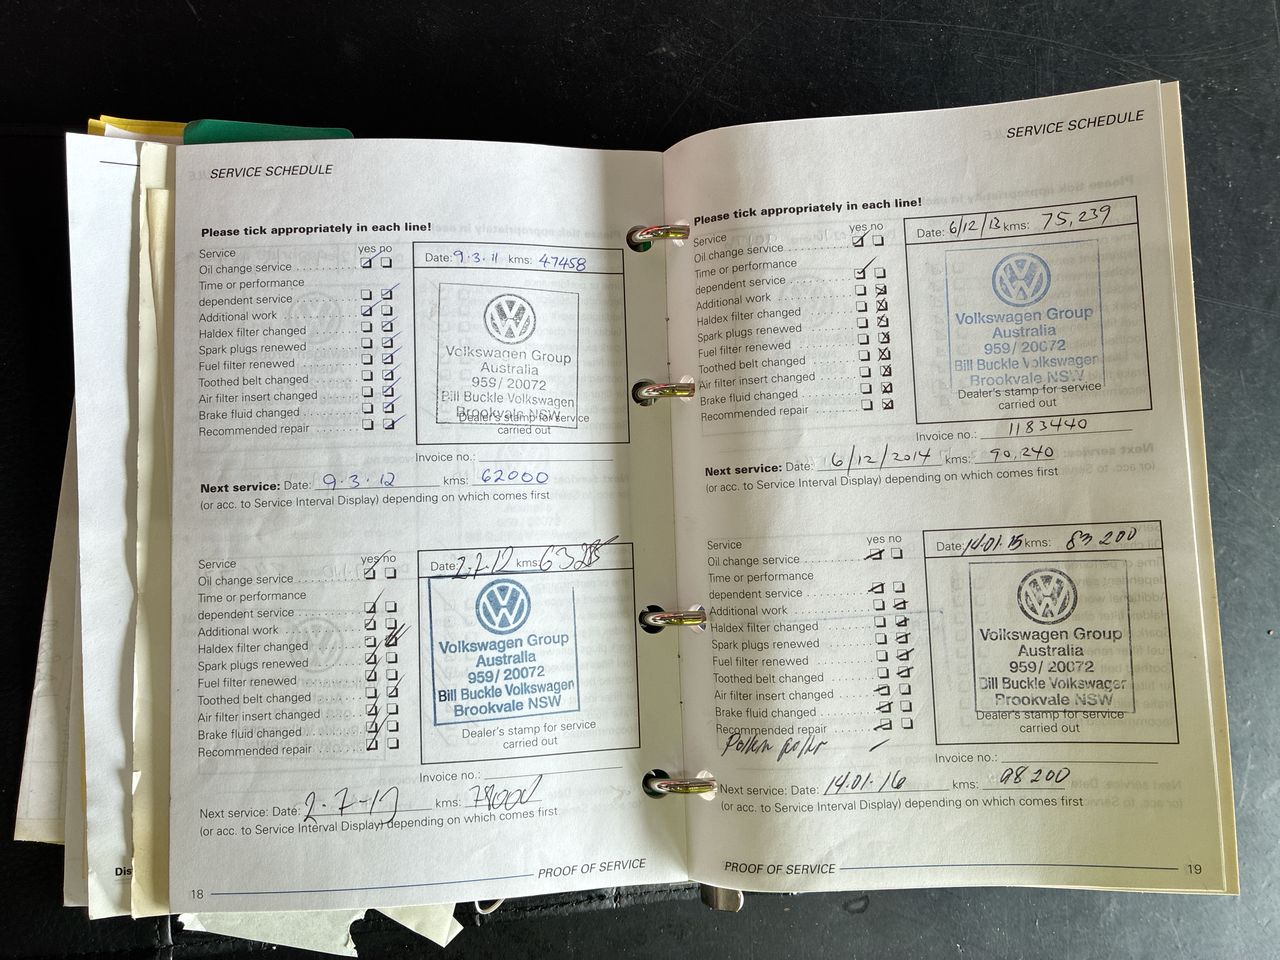 SERVICE SCHEDULE
Please tick appropriately in each line!
Service yes no
Oil change service
Time or performance
dependent service
Additional work
Haldex filter changed
Spark plugs renewed
Fuel filter renewed
Toothed belt changed
Air filter insert changed
Brake fluid changed
Recommended repair
Date: 9.3.11 kms: 47458
Volkswagen Group
Australia
959/20072
Bill Buckle Volkswagen
Brookvale NSW
Dealer's stamp for service
carried out
Invoice no.:
Next service: Date: 9.3.12 kms: 62000
(or acc. to Service Interval Display) depending on which comes first
Service yes no
Oil change service
Time or performance
dependent service
Additional work
Haldex filter changed
Spark plugs renewed
Fuel filter renewed
Toothed belt changed
Air filter insert changed
Brake fluid changed
Recommended repair
Date: 2.7.12 kms:
Volkswagen Group
Australia
959/20072
Bill Buckle Volkswagen
Brookvale NSW
Dealer's stamp for service
carried out
Invoice no.:
Next service: Date: 2-7-13 kms: 78000
(or acc. to Service Interval Display) depending on which comes first
18 PROOF OF SERVICE
SERVICE SCHEDULE
Please tick appropriately in each line!
Service yes no
Oil change service
Time or performance
dependent service
Additional work
Haldex filter changed
Spark plugs renewed
Fuel filter renewed
Toothed belt changed
Air filter insert changed
Brake fluid changed
Recommended repair
Date: 6/12/13 kms: 75,239
Volkswagen Group
Australia
959/20072
Bill Buckle Volkswagen
Brookvale NSW
Dealer's stamp for service
carried out
Invoice no.: 1183440
Next service: Date: 6/12/2014 kms: 90,240
(or acc. to Service Interval Display) depending on which comes first
Service yes no
Oil change service
Time or performance
dependent service
Additional work
Haldex filter changed
Spark plugs renewed
Fuel filter renewed
Toothed belt changed
Air filter insert changed
Brake fluid changed
Recommended repair
Pollen
Date: 14.01.15 kms: 83200
Volkswagen Group
Australia
959/20072
Bill Buckle Volkswagen
Brookvale NSW
Dealer's stamp for service
carried out
Invoice no.:
Next service: Date: 14.01.16 kms: 98200
(or acc. to Service Interval Display) depending on which comes first
PROOF OF SERVICE 19